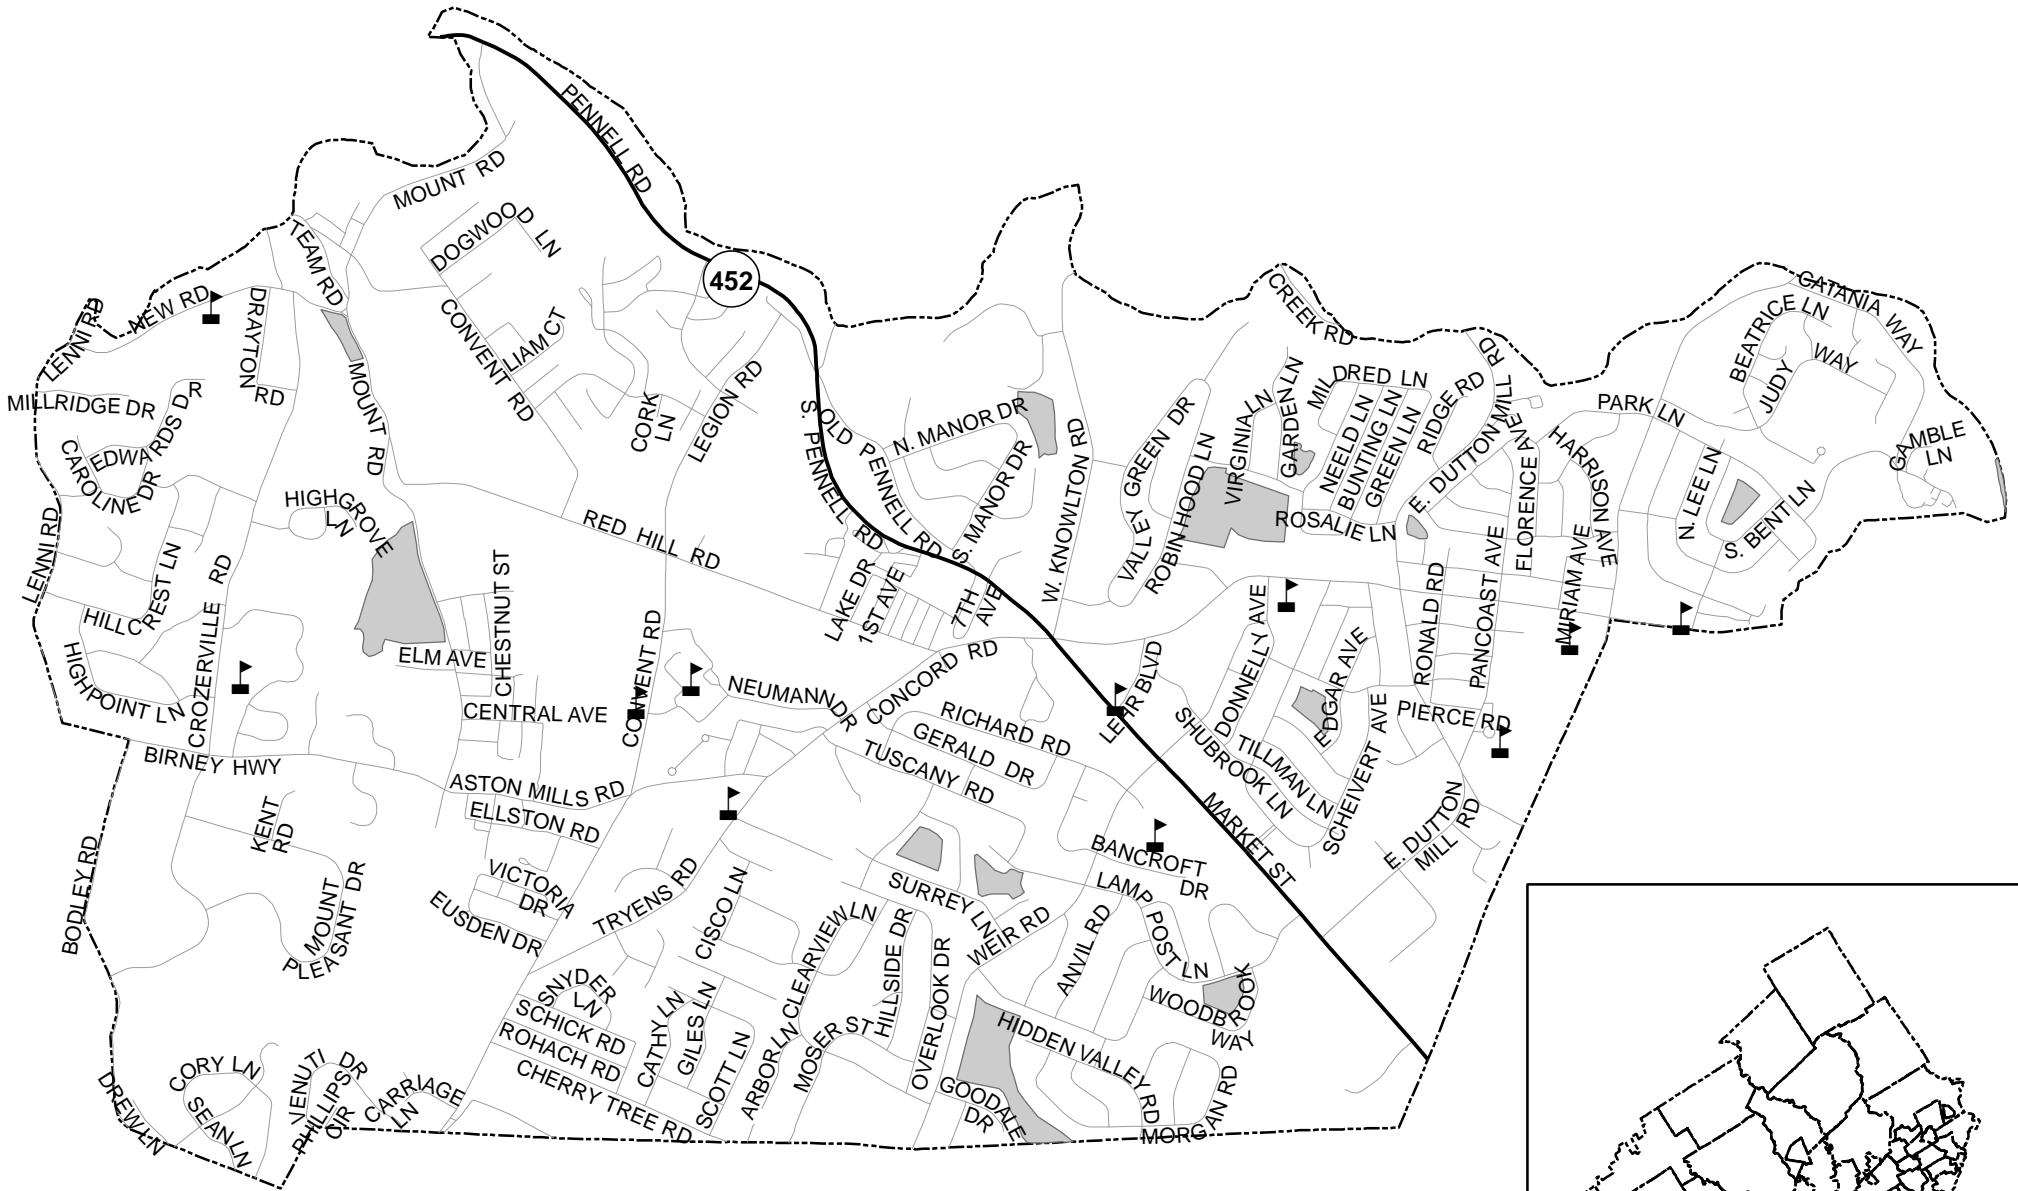 PENNELL RD
MOUNT RD
DOGWOOD LN
452
TEAM RD
NEW RD
LENNI RD
DRAYTON RD
CONVENT RD
LIAM CT
MILLRIDGE DR
MOUNT RD
CORK LN
LEGION RD
EDWARDS DR
CAROLINE DR
S. PENNELL RD
OLD PENNELL RD
N. MANOR DR
S. MANOR DR
W. KNOWLTON RD
VALLEY GREEN DR
ROBIN HOOD LN
VIRGINIA LN
GARDEN LN
CREEK RD
MILDRED LN
NEELD LN
BUNTING LN
GREEN LN
RIDGE RD
E. DUTTON MILL RD
ROSALIE LN
FLORENCE AVE
HARRISON AVE
PARK LN
CATANIA WAY
BEATRICE LN
JUDY WAY
GAMBLE LN
N. LEE LN
S. BENT LN
HIGHGROVE LN
RED HILL RD
LENNI RD
REST LN
HILLC
CROZERVILLE RD
HIGHPOINT LN
CHESTNUT ST
ELM AVE
CENTRAL AVE
CONVENT RD
LAKE DR
1ST AVE
7TH AVE
NEUMANN DR
CONCORD RD
LEHR BLVD
DONNELLY AVE
EDGAR AVE
RONALD RD
PANCOAST AVE
MIRIAM AVE
PIERCE RD
SCHEIVERT AVE
TILLMAN LN
SHUBROOK LN
RICHARD RD
GERALD DR
TUSCANY RD
BIRNEY HWY
ASTON MILLS RD
ELLSTON RD
KENT RD
MOUNT PLEASANT DR
BODLEY RD
VICTORIA DR
EUSDEN DR
TRYENS RD
CISCO LN
CLEARVIEW LN
SURREY LN
HILLSIDE DR
OVERLOOK DR
WEIR RD
ANVIL RD
BANCROFT DR
LAMP POST LN
MARKET ST
E. DUTTON MILL RD
WOODBROOK WAY
HIDDEN VALLEY RD
MORGAN RD
GOODALE DR
SNYDER LN
SCHICK RD
ROHACH RD
CHERRY TREE RD
CATHY LN
GILES LN
SCOTT LN
ARBOR LN
MOSER ST
CORY LN
SEAN LN
DREW LN
VENUTI DR
PHILLIPS CIR
CARRIAGE LN